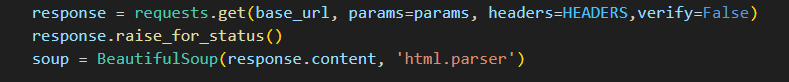 response = requests.get(base_url, params=params, headers=HEADERS,verify=False)
response.raise_for_status()
soup = BeautifulSoup(response.content, 'html.parser')